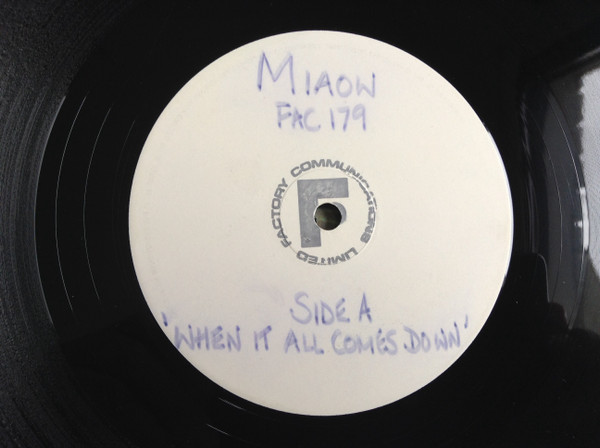 MIAOW
FAC 179
FACTORY COMMUNICATIONS LIMITED
F
SIDE A
'WHEN IT ALL COMES DOWN'